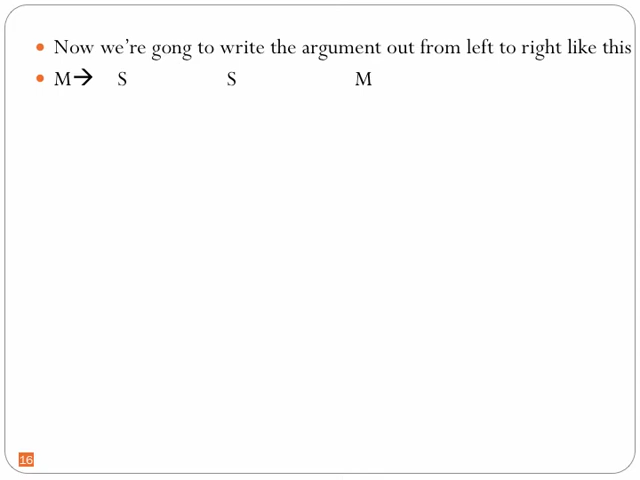 Now we're gong to write the argument out from left to right like this
M→ S S M
16